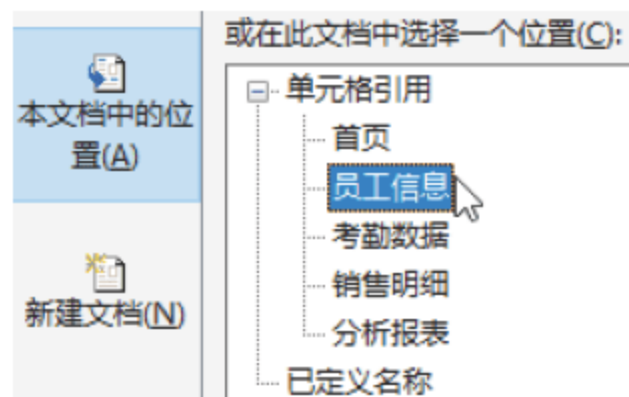 或在此文档中选择一个位置(C):
本文档中的位
置(A)
新建文档(N)
单元格引用
首页
员工信息
考勤数据
销售明细
分析报表
已定义名称